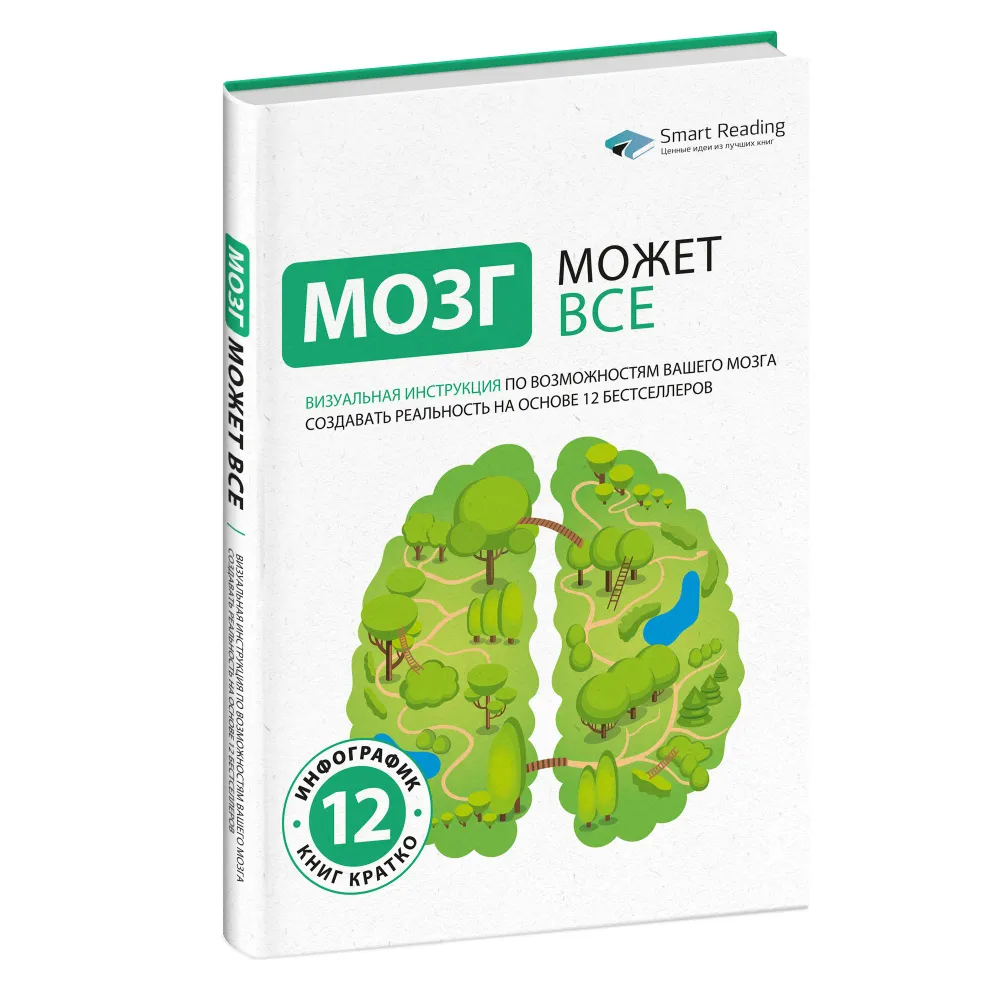 Smart Reading
Ценные идеи из лучших книг
МОЗГ
МОЖЕТ
ВСЕ
ВИЗУАЛЬНАЯ ИНСТРУКЦИЯ ПО ВОЗМОЖНОСТЯМ ВАШЕГО МОЗГА
СОЗДАВАТЬ РЕАЛЬНОСТЬ НА ОСНОВЕ 12 БЕСТСЕЛЛЕРОВ
ИНФОГРАФИК
12
КНИГ КРАТКО
МОЗГ МОЖЕТ ВСЕ /
ВИЗУАЛЬНАЯ ИНСТРУКЦИЯ ПО ВОЗМОЖНОСТЯМ ВАШЕГО МОЗГА
СОЗДАВАТЬ РЕАЛЬНОСТЬ НА ОСНОВЕ 12 БЕСТСЕЛЛЕРОВ